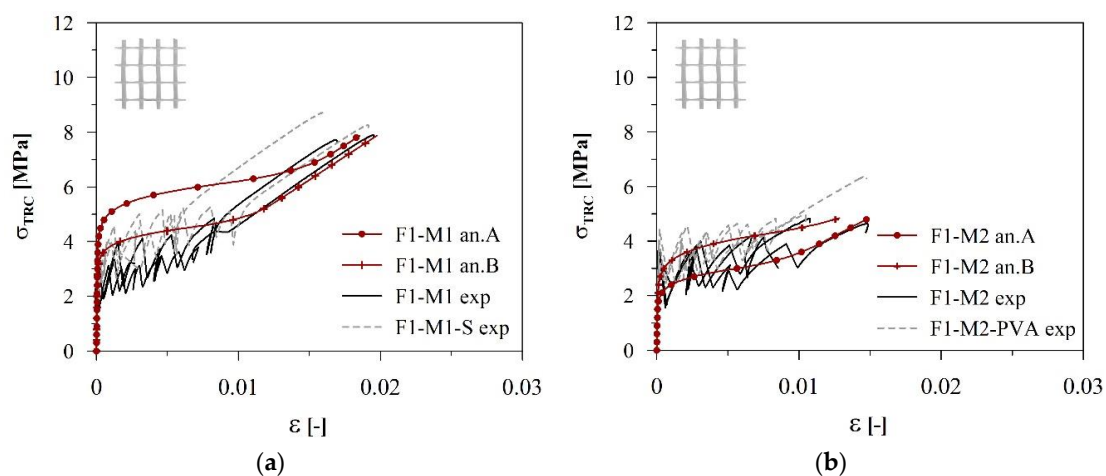 12
10
8
6
4
2
0
σTRC [MPa]
0
0.01
0.02
0.03
ε [-]
F1-M1 an.A
F1-M1 an.B
F1-M1 exp
F1-M1-S exp
(a)
12
10
8
6
4
2
0
σTRC [MPa]
0
0.01
0.02
0.03
ε [-]
F1-M2 an.A
F1-M2 an.B
F1-M2 exp
F1-M2-PVA exp
(b)